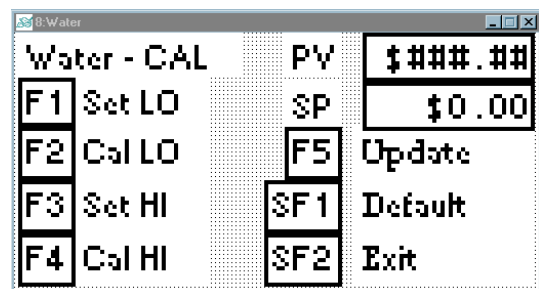 8:Water
Water - CAL PV $###.##
F1 Set LO SP $0.00
F2 Cal LO F5 Update
F3 Set HI SF1 Default
F4 Cal HI SF2 Exit